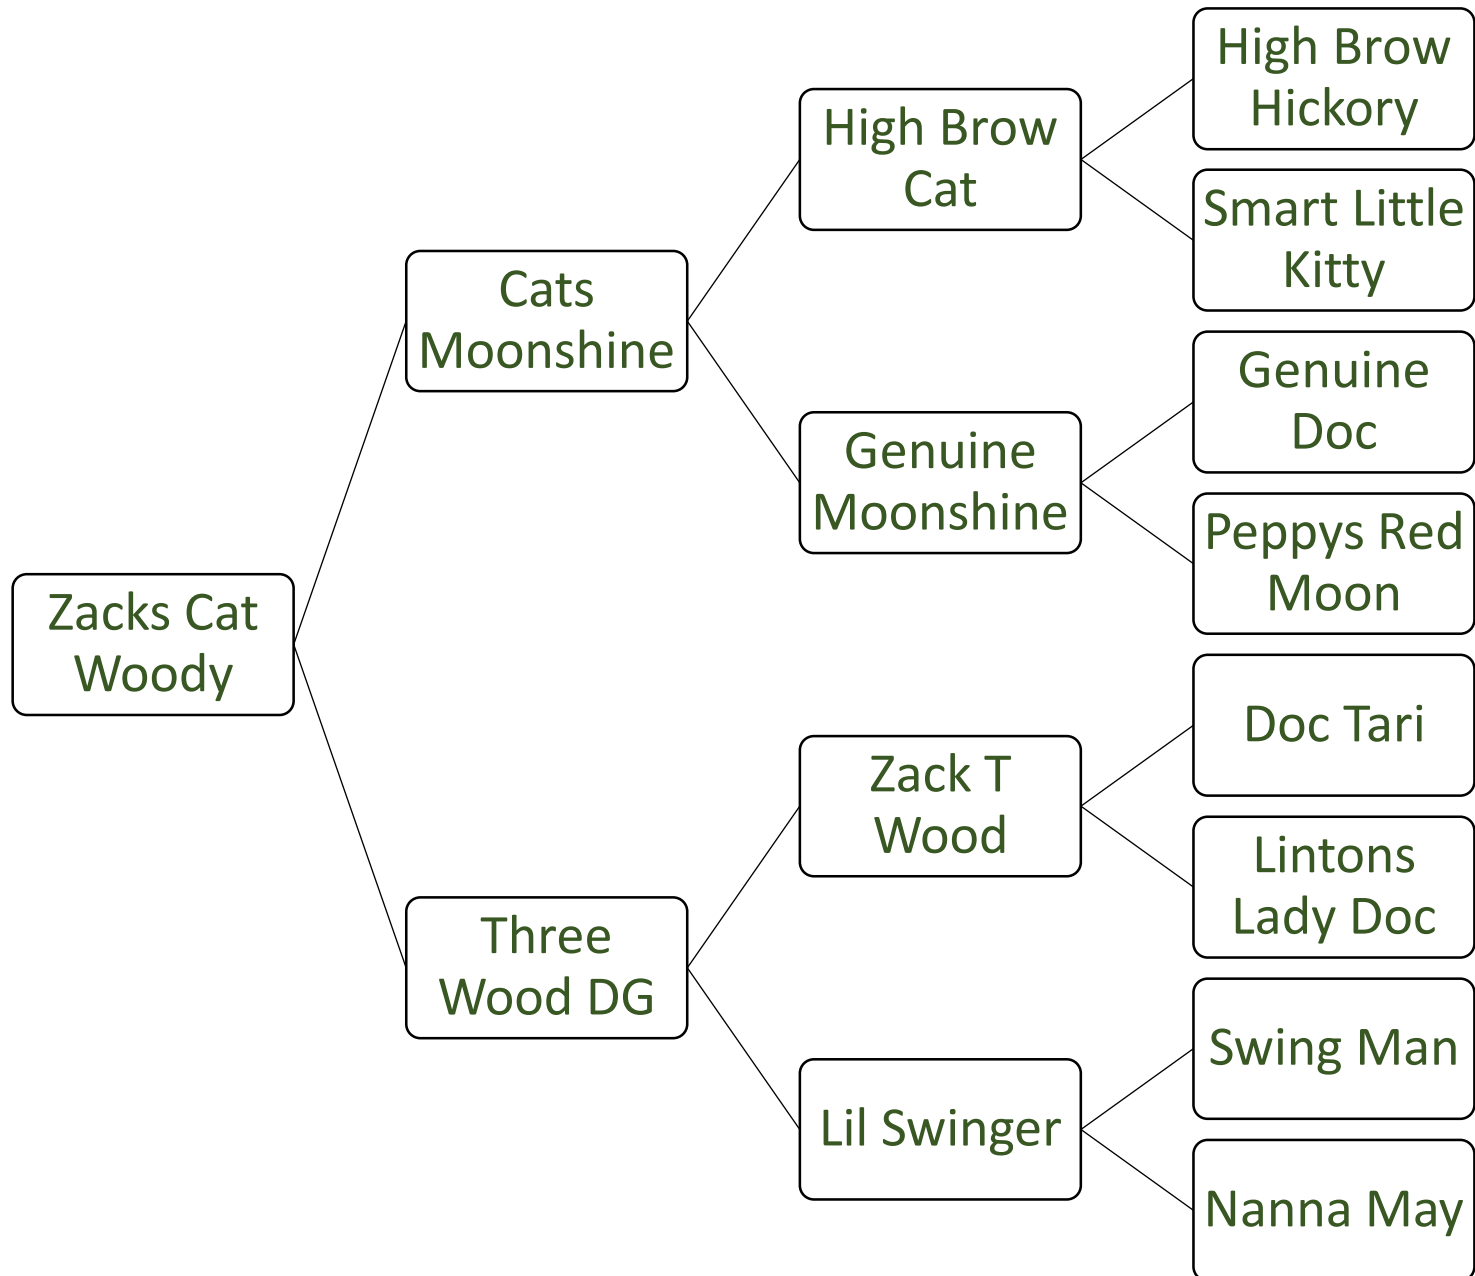 Zacks Cat
Woody
Cats
Moonshine
High Brow
Cat
High Brow
Hickory
Smart Little
Kitty
Genuine
Moonshine
Genuine
Doc
Peppys Red
Moon
Three
Wood DG
Zack T
Wood
Doc Tari
Lintons
Lady Doc
Lil Swinger
Swing Man
Nanna May